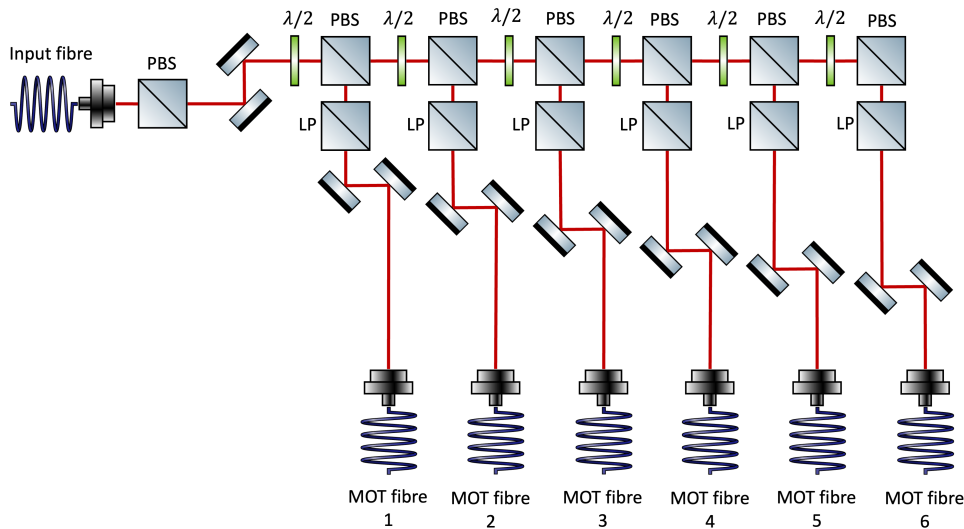 Input fibre
PBS
λ/2 PBS λ/2 PBS λ/2 PBS λ/2 PBS λ/2 PBS λ/2 PBS
LP LP LP LP LP LP
MOT fibre MOT fibre MOT fibre MOT fibre MOT fibre MOT fibre
1 2 3 4 5 6